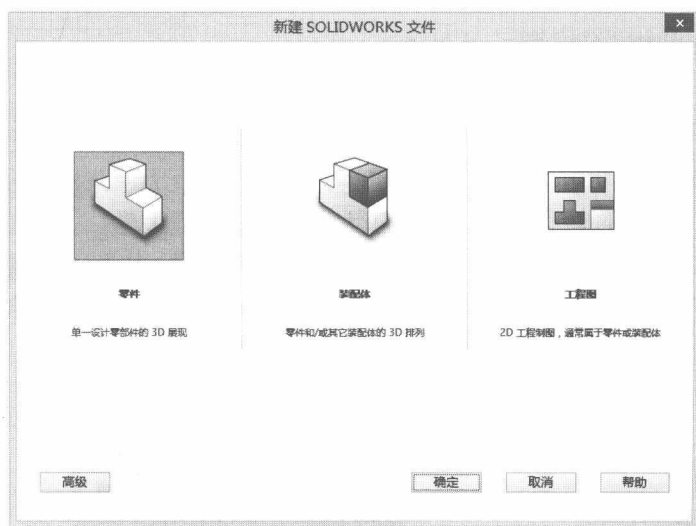 新建 SOLIDWORKS 文件
零件
装配体
工程图
单一设计零部件的 3D 展现
零件和/或其它装配体的 3D 排列
2D 工程制图，通常属于零件或装配体
高级
确定
取消
帮助